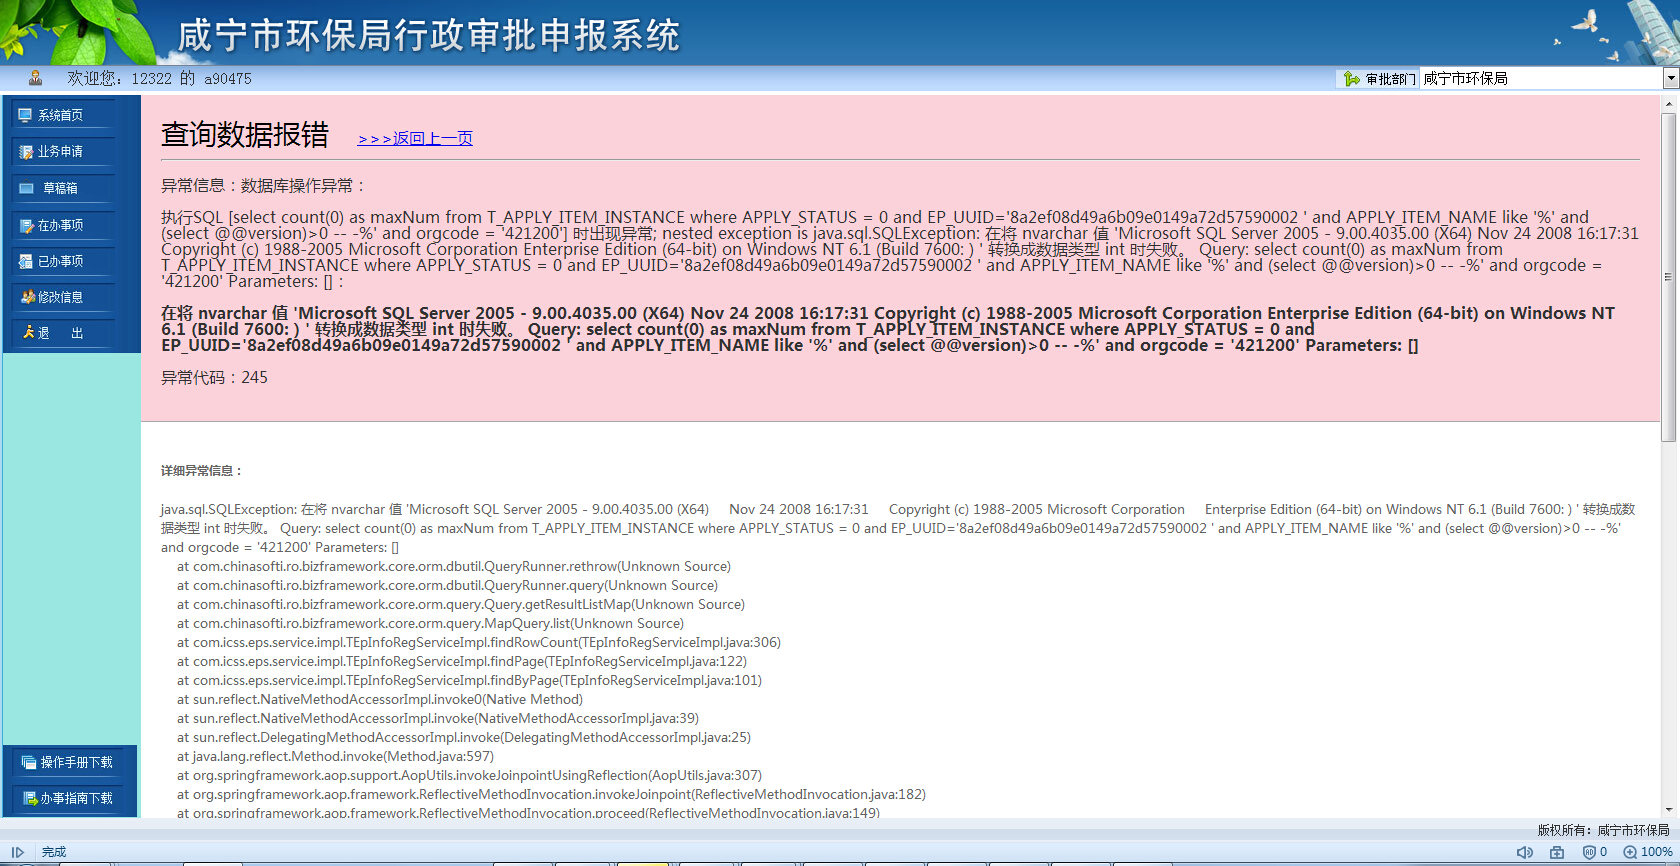 咸宁市环保局行政审批申报系统
欢迎您：12322 的 a90475
审批部门 咸宁市环保局
系统首页
业务申请
草稿箱
在办事项
已办事项
修改信息
退 出
操作手册下载
办事指南下载
查询数据报错 >>>返回上一页
异常信息：数据库操作异常：
执行SQL [select count(0) as maxNum from T_APPLY_ITEM_INSTANCE where APPLY_STATUS = 0 and EP_UUID='8a2ef08d49a6b09e0149a72d57590002 ' and APPLY_ITEM_NAME like '%' and
(select @@version)>0 -- -%' and orgcode = '421200'] 时出现异常; nested exception is java.sql.SQLException: 在将 nvarchar 值 'Microsoft SQL Server 2005 - 9.00.4035.00 (X64) Nov 24 2008 16:17:31
Copyright (c) 1988-2005 Microsoft Corporation Enterprise Edition (64-bit) on Windows NT 6.1 (Build 7600: ) ' 转换成数据类型 int 时失败。 Query: select count(0) as maxNum from
T_APPLY_ITEM_INSTANCE where APPLY_STATUS = 0 and EP_UUID='8a2ef08d49a6b09e0149a72d57590002 ' and APPLY_ITEM_NAME like '%' and (select @@version)>0 -- -%' and orgcode =
'421200' Parameters: []：
在将 nvarchar 值 'Microsoft SQL Server 2005 - 9.00.4035.00 (X64) Nov 24 2008 16:17:31 Copyright (c) 1988-2005 Microsoft Corporation Enterprise Edition (64-bit) on Windows NT
6.1 (Build 7600: ) ' 转换成数据类型 int 时失败。 Query: select count(0) as maxNum from T_APPLY_ITEM_INSTANCE where APPLY_STATUS = 0 and
EP_UUID='8a2ef08d49a6b09e0149a72d57590002 ' and APPLY_ITEM_NAME like '%' and (select @@version)>0 -- -%' and orgcode = '421200' Parameters: []
异常代码：245
详细异常信息：
java.sql.SQLException: 在将 nvarchar 值 'Microsoft SQL Server 2005 - 9.00.4035.00 (X64) Nov 24 2008 16:17:31 Copyright (c) 1988-2005 Microsoft Corporation Enterprise Edition (64-bit) on Windows NT 6.1 (Build 7600: ) ' 转换成数
据类型 int 时失败。 Query: select count(0) as maxNum from T_APPLY_ITEM_INSTANCE where APPLY_STATUS = 0 and EP_UUID='8a2ef08d49a6b09e0149a72d57590002 ' and APPLY_ITEM_NAME like '%' and (select @@version)>0 -- -%'
and orgcode = '421200' Parameters: []
at com.chinasofti.ro.bizframework.core.orm.dbutil.QueryRunner.rethrow(Unknown Source)
at com.chinasofti.ro.bizframework.core.orm.dbutil.QueryRunner.query(Unknown Source)
at com.chinasofti.ro.bizframework.core.orm.query.Query.getResultListMap(Unknown Source)
at com.chinasofti.ro.bizframework.core.orm.query.MapQuery.list(Unknown Source)
at com.icss.eps.service.impl.TEpInfoRegServiceImpl.findRowCount(TEpInfoRegServiceImpl.java:306)
at com.icss.eps.service.impl.TEpInfoRegServiceImpl.findPage(TEpInfoRegServiceImpl.java:122)
at com.icss.eps.service.impl.TEpInfoRegServiceImpl.findByPage(TEpInfoRegServiceImpl.java:101)
at sun.reflect.NativeMethodAccessorImpl.invoke0(Native Method)
at sun.reflect.NativeMethodAccessorImpl.invoke(NativeMethodAccessorImpl.java:39)
at sun.reflect.DelegatingMethodAccessorImpl.invoke(DelegatingMethodAccessorImpl.java:25)
at java.lang.reflect.Method.invoke(Method.java:597)
at org.springframework.aop.support.AopUtils.invokeJoinpointUsingReflection(AopUtils.java:307)
at org.springframework.aop.framework.ReflectiveMethodInvocation.invokeJoinpoint(ReflectiveMethodInvocation.java:182)
at org.springframework.aop.framework.ReflectiveMethodInvocation.proceed(ReflectiveMethodInvocation.java:149)
版权所有：咸宁市环保局
完成
0
100%